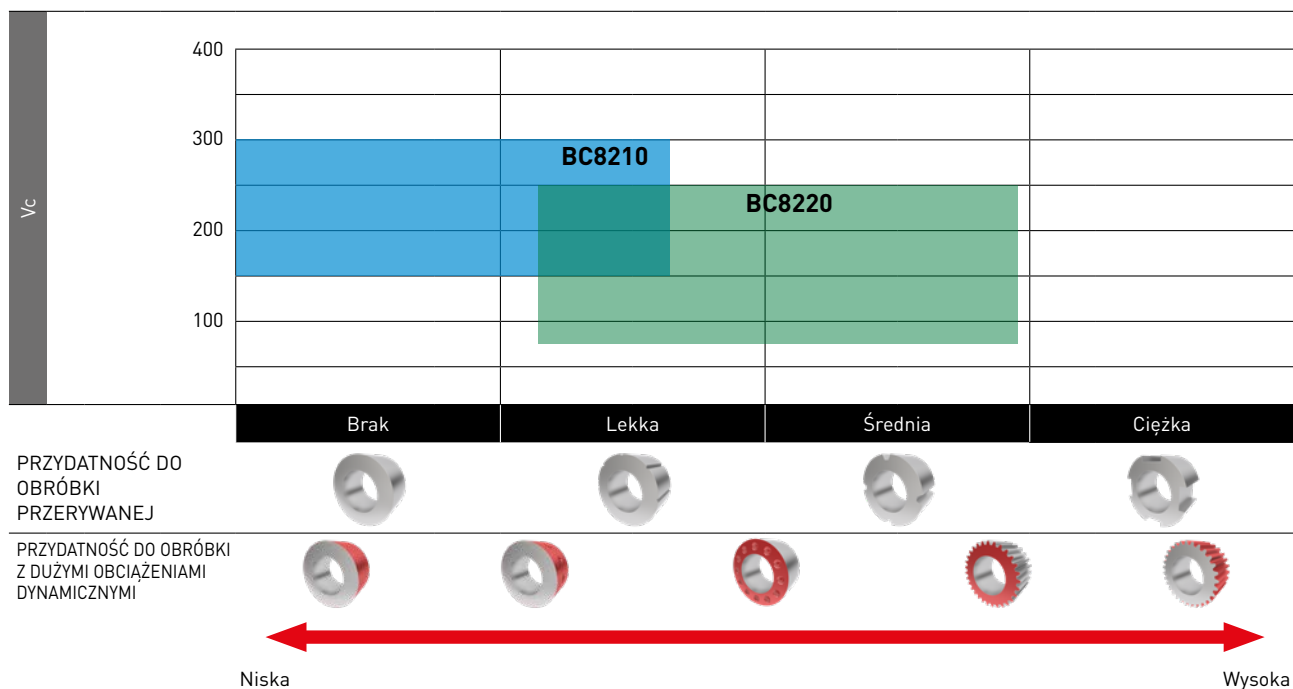 Vc
400
300
200
100
BC8210
BC8220
Brak
Lekka
Średnia
Ciężka
PRZYDATNOŚĆ DO
OBRÓBKI
PRZERYWANEJ
PRZYDATNOŚĆ DO OBRÓBKI
Z DUŻYMI OBCIĄŻENIAMI
DYNAMICZNYMI
Niska
Wysoka